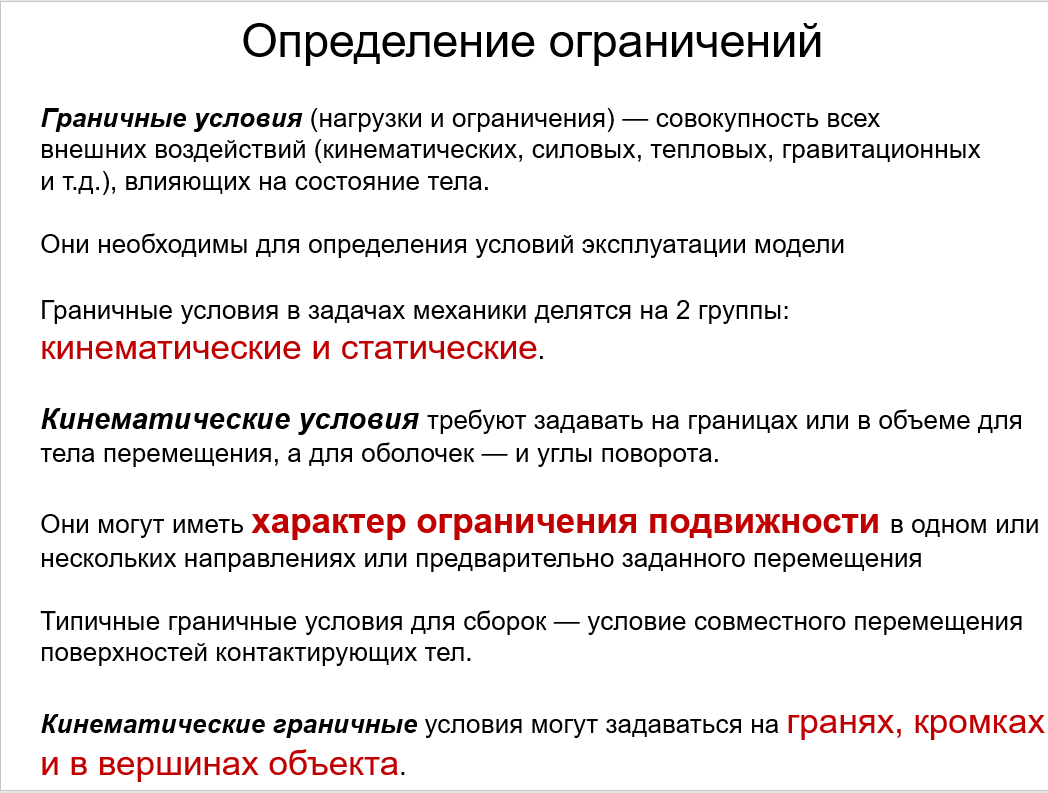 Определение ограничений
Граничные условия (нагрузки и ограничения) — совокупность всех
внешних воздействий (кинематических, силовых, тепловых, гравитационных
и т.д.), влияющих на состояние тела.
Они необходимы для определения условий эксплуатации модели
Граничные условия в задачах механики делятся на 2 группы:
кинематические и статические.
Кинематические условия требуют задавать на границах или в объеме для
тела перемещения, а для оболочек — и углы поворота.
Они могут иметь характер ограничения подвижности в одном или
нескольких направлениях или предварительно заданного перемещения
Типичные граничные условия для сборок — условие совместного перемещения
поверхностей контактирующих тел.
Кинематические граничные условия могут задаваться на гранях, кромках
и в вершинах объекта.